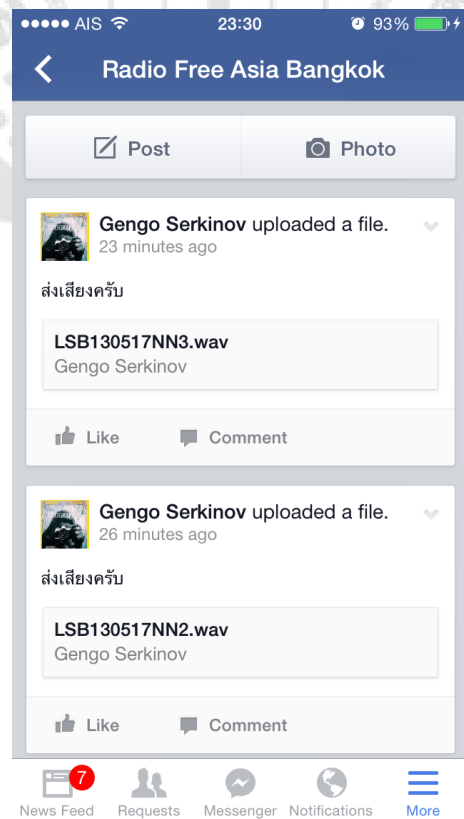 AIS 23:30 93%
Radio Free Asia Bangkok
Post Photo
Gengo Serkinov uploaded a file.
23 minutes ago
ส่งเสียงครับ
LSB130517NN3.wav
Gengo Serkinov
Like Comment
Gengo Serkinov uploaded a file.
26 minutes ago
ส่งเสียงครับ
LSB130517NN2.wav
Gengo Serkinov
Like Comment
7
News Feed Requests Messenger Notifications More